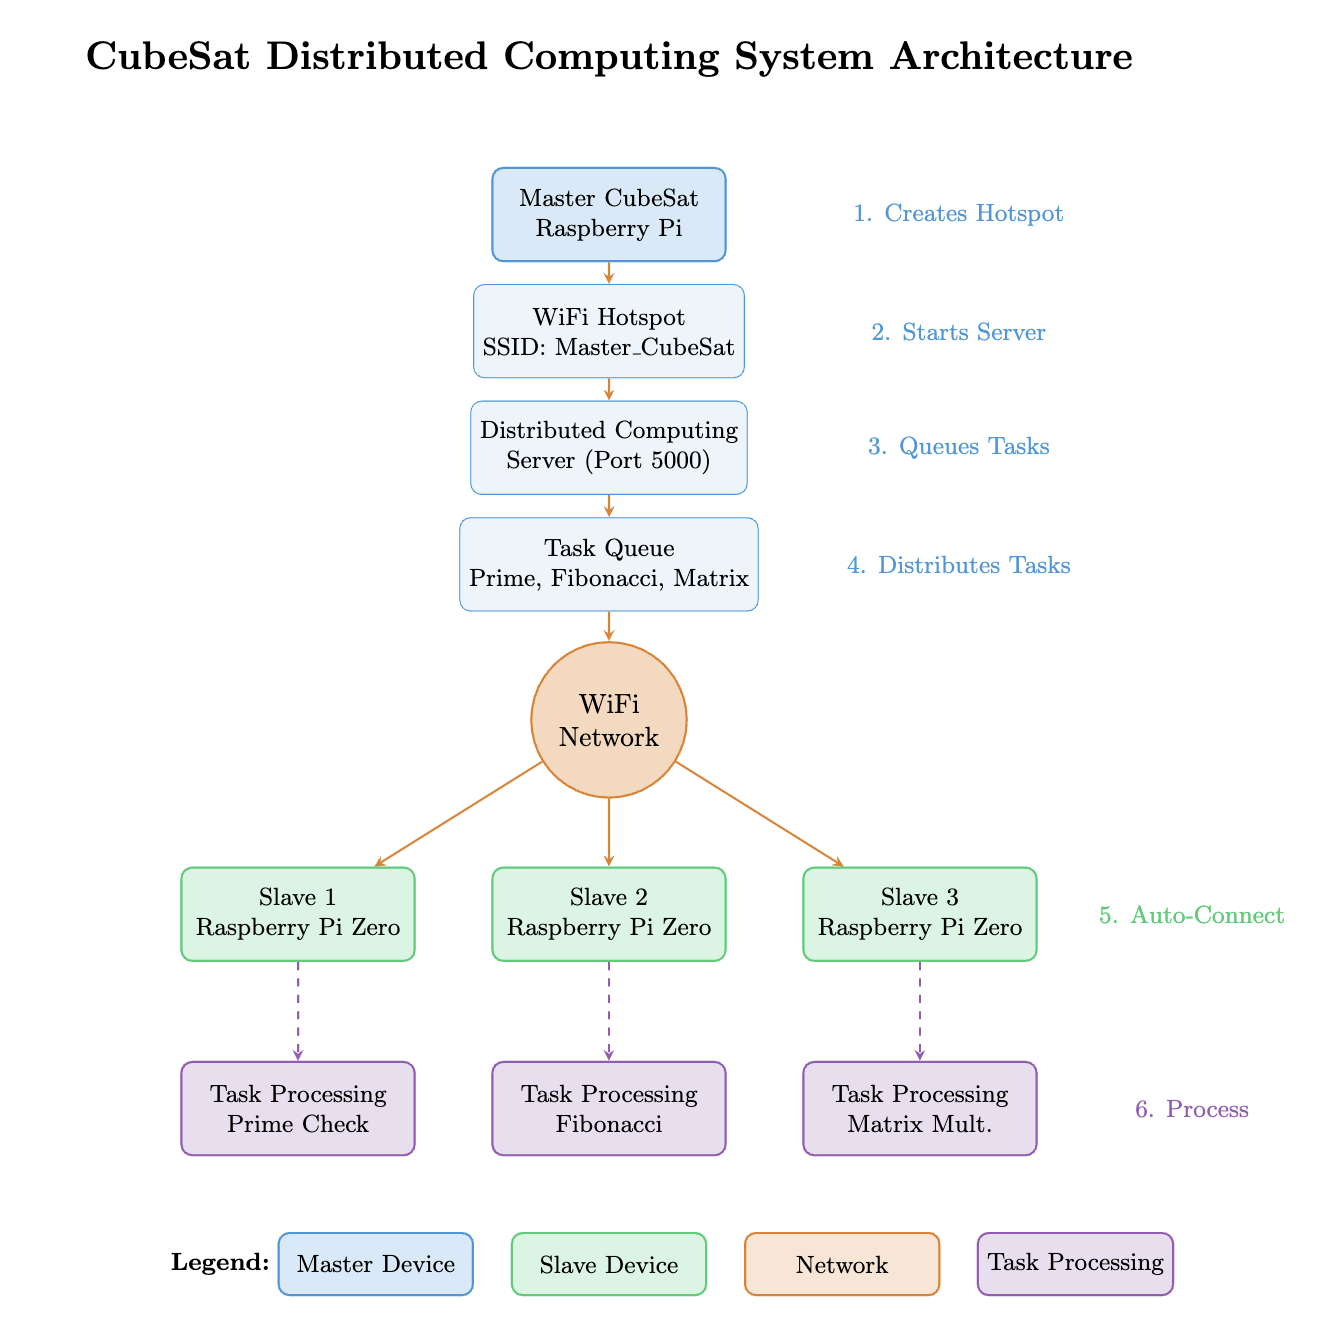 CubeSat Distributed Computing System Architecture
Master CubeSat
Raspberry Pi
1. Creates Hotspot
WiFi Hotspot
SSID: Master_CubeSat
2. Starts Server
Distributed Computing
Server (Port 5000)
3. Queues Tasks
Task Queue
Prime, Fibonacci, Matrix
4. Distributes Tasks
WiFi
Network
Slave 1
Raspberry Pi Zero
Slave 2
Raspberry Pi Zero
Slave 3
Raspberry Pi Zero
5. Auto-Connect
Task Processing
Prime Check
Task Processing
Fibonacci
Task Processing
Matrix Mult.
6. Process
Legend:
Master Device
Slave Device
Network
Task Processing